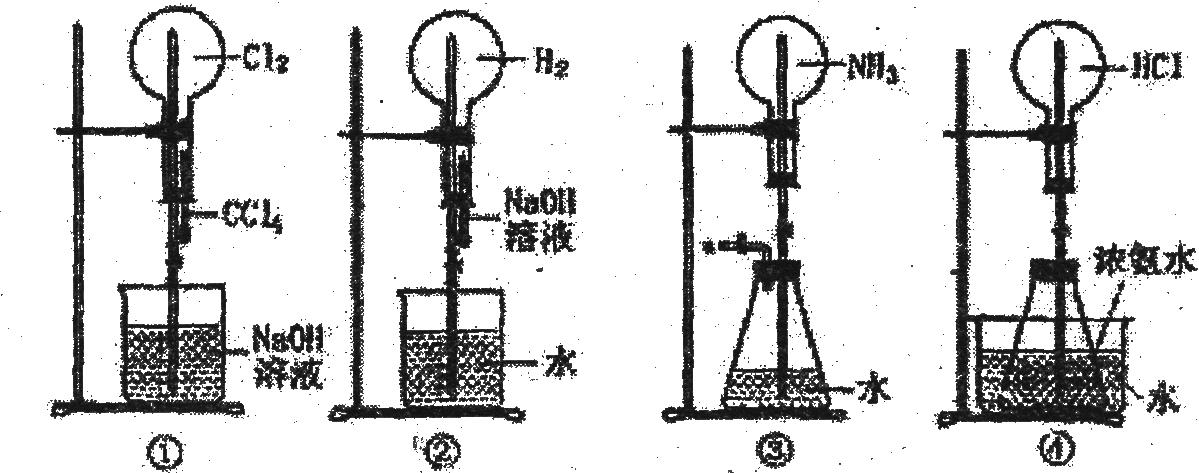 Cl₂
CCl₄
NaOH
溶液
①
H₂
NaOH
溶液
水
②
NH₃
a
水
③
HCl
浓氨水
水
④